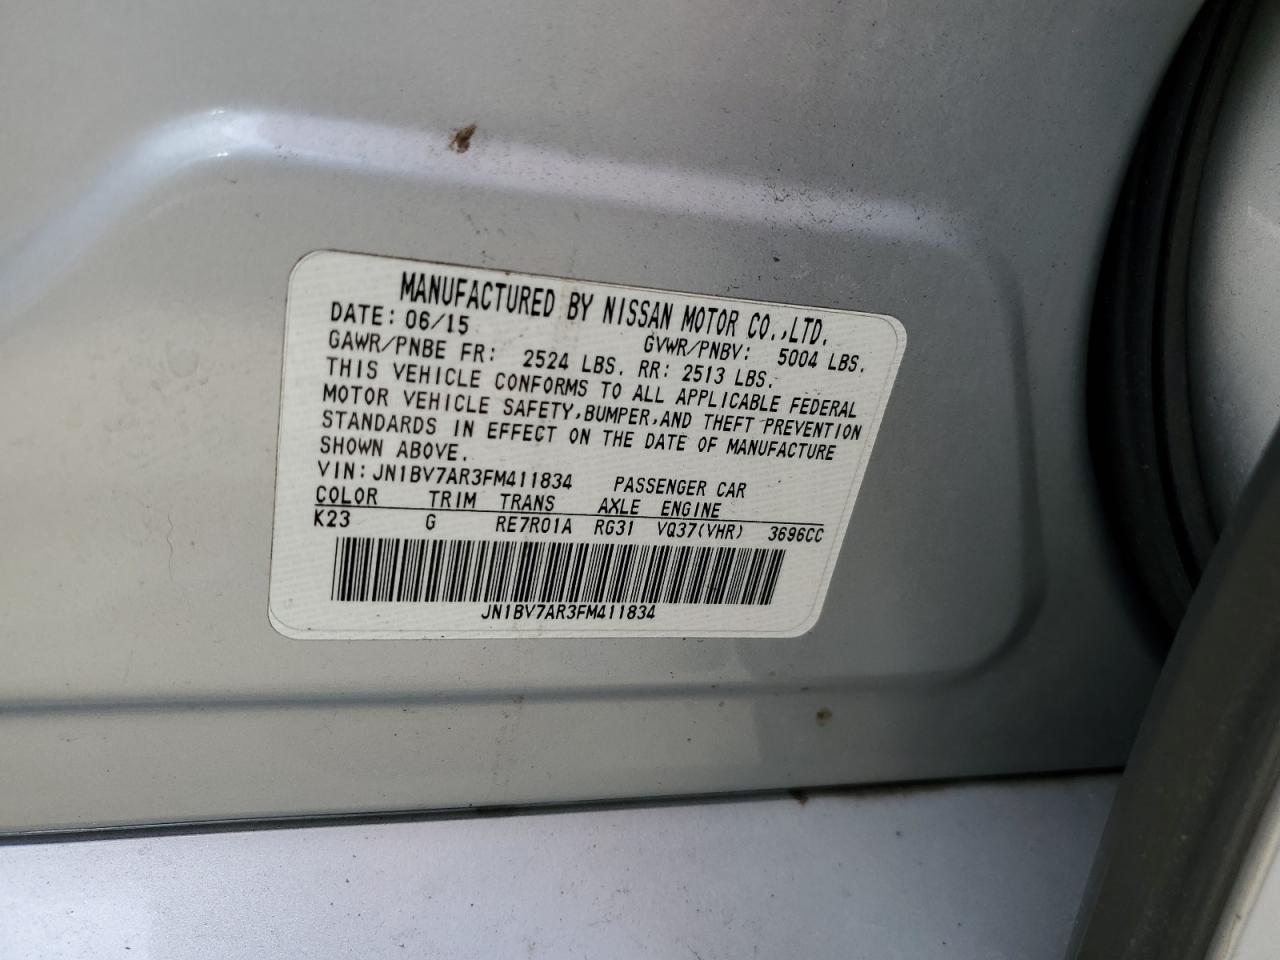 MANUFACTURED BY NISSAN MOTOR CO.,LTD.
DATE: 06/15 GVWR/PNBV: 5004 LBS.
GAWR/PNBE FR: 2524 LBS. RR: 2513 LBS.
THIS VEHICLE CONFORMS TO ALL APPLICABLE FEDERAL
MOTOR VEHICLE SAFETY,BUMPER,AND THEFT PREVENTION
STANDARDS IN EFFECT ON THE DATE OF MANUFACTURE
SHOWN ABOVE.
VIN: JN1BV7AR3FM411834 PASSENGER CAR
COLOR TRIM TRANS AXLE ENGINE
K23 G RE7R01A RG31 VQ37(VHR) 3696CC
JN1BV7AR3FM411834